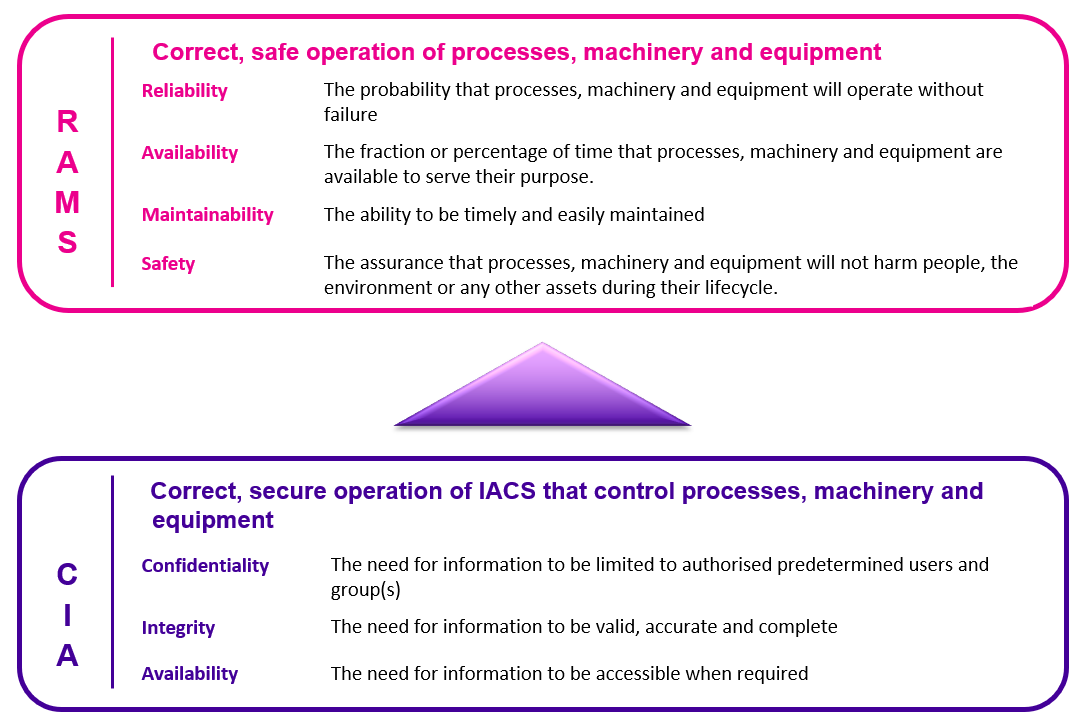 Correct, safe operation of processes, machinery and equipment
R
A
M
S
Reliability
The probability that processes, machinery and equipment will operate without
failure
Availability
The fraction or percentage of time that processes, machinery and equipment are
available to serve their purpose.
Maintainability
The ability to be timely and easily maintained
Safety
The assurance that processes, machinery and equipment will not harm people, the
environment or any other assets during their lifecycle.
Correct, secure operation of IACS that control processes, machinery and
equipment
C
I
A
Confidentiality
The need for information to be limited to authorised predetermined users and
group(s)
Integrity
The need for information to be valid, accurate and complete
Availability
The need for information to be accessible when required